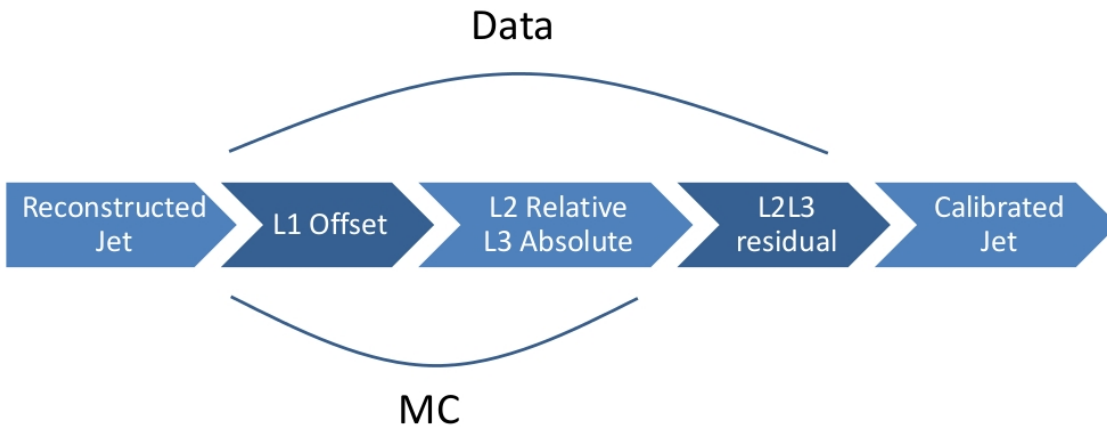 Data
Reconstructed
Jet
L1 Offset
L2 Relative
L3 Absolute
L2L3
residual
Calibrated
Jet
MC